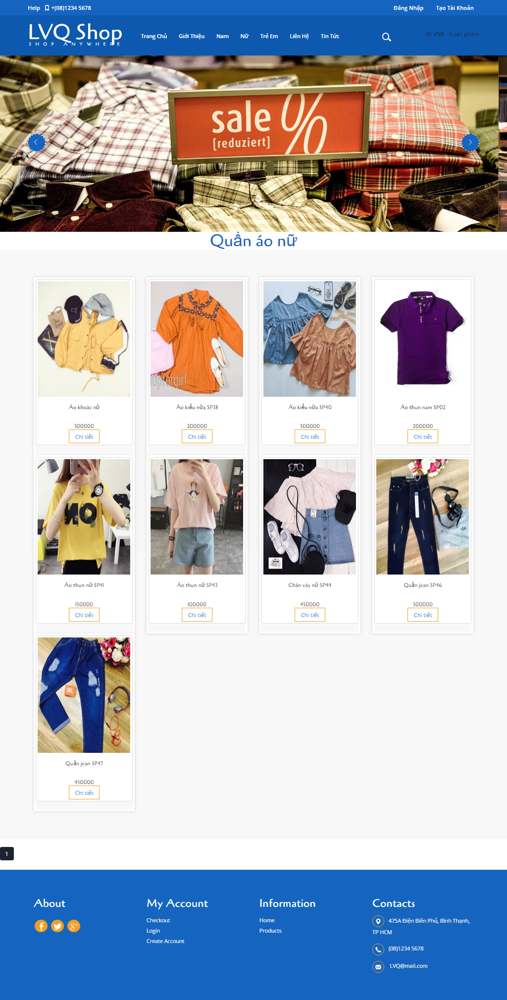 Help +(08)1234 5678 Đăng Nhập Tạo Tài Khoản
LVQ Shop
SHOP ANYWHERE
Trang Chủ Giới Thiệu Nam Nữ Trẻ Em Liên Hệ Tin Tức
00 VNĐ 0 sản phẩm
sale %
[reduziert]
Quần áo nữ
Áo khoác nữ
300000
Chi tiết
topforgirl
Áo kiểu nữa SP38
200000
Chi tiết
Áo kiểu nữa SP40
300000
Chi tiết
Áo thun nam SP02
200000
Chi tiết
Áo thun nữ SP41
150000
Chi tiết
Áo thun nữ SP43
100000
Chi tiết
Chân váy nữ SP44
450000
Chi tiết
Quần jean SP46
300000
Chi tiết
JBL
Quần jean SP47
450000
Chi tiết
1
About
My Account
Checkout
Login
Create Account
Information
Home
Products
Contacts
475A Điện Biên Phủ, Bình Thạnh,
TP HCM
(08)1234 5678
LVQ@mail.com